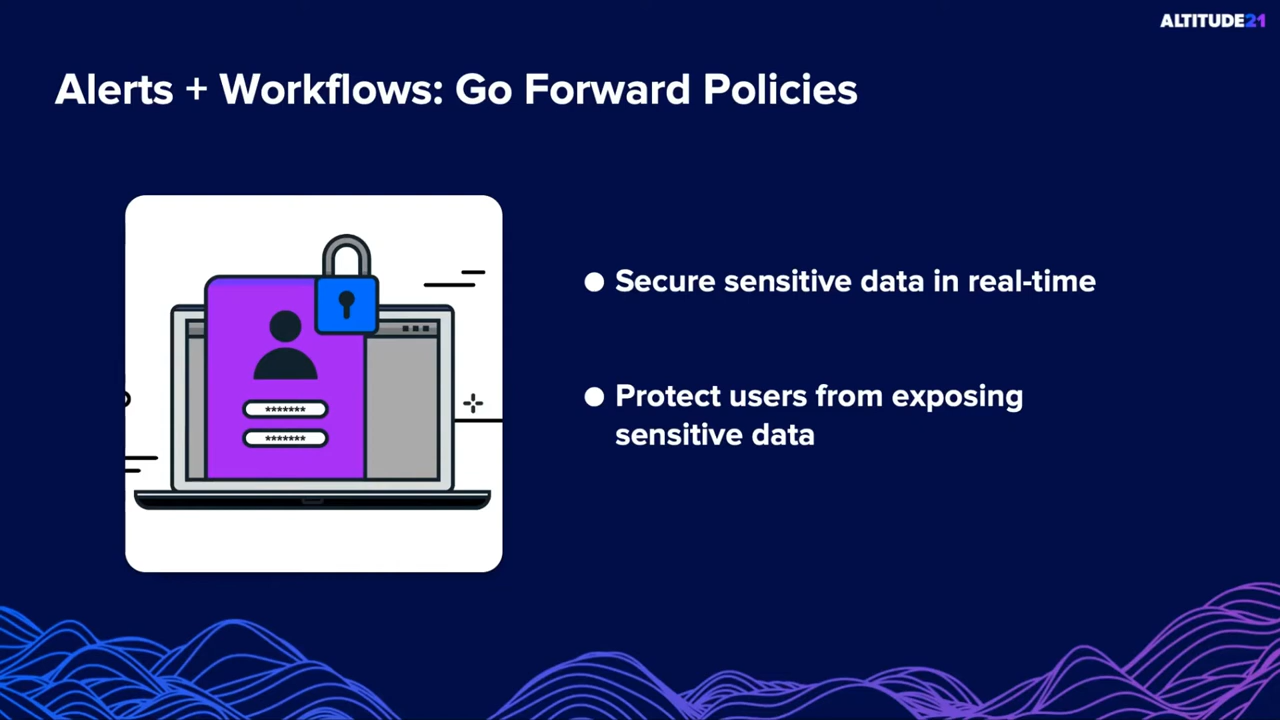 ALTITUDE21
Alerts + Workflows: Go Forward Policies
● Secure sensitive data in real-time
● Protect users from exposing
sensitive data
*******
*******